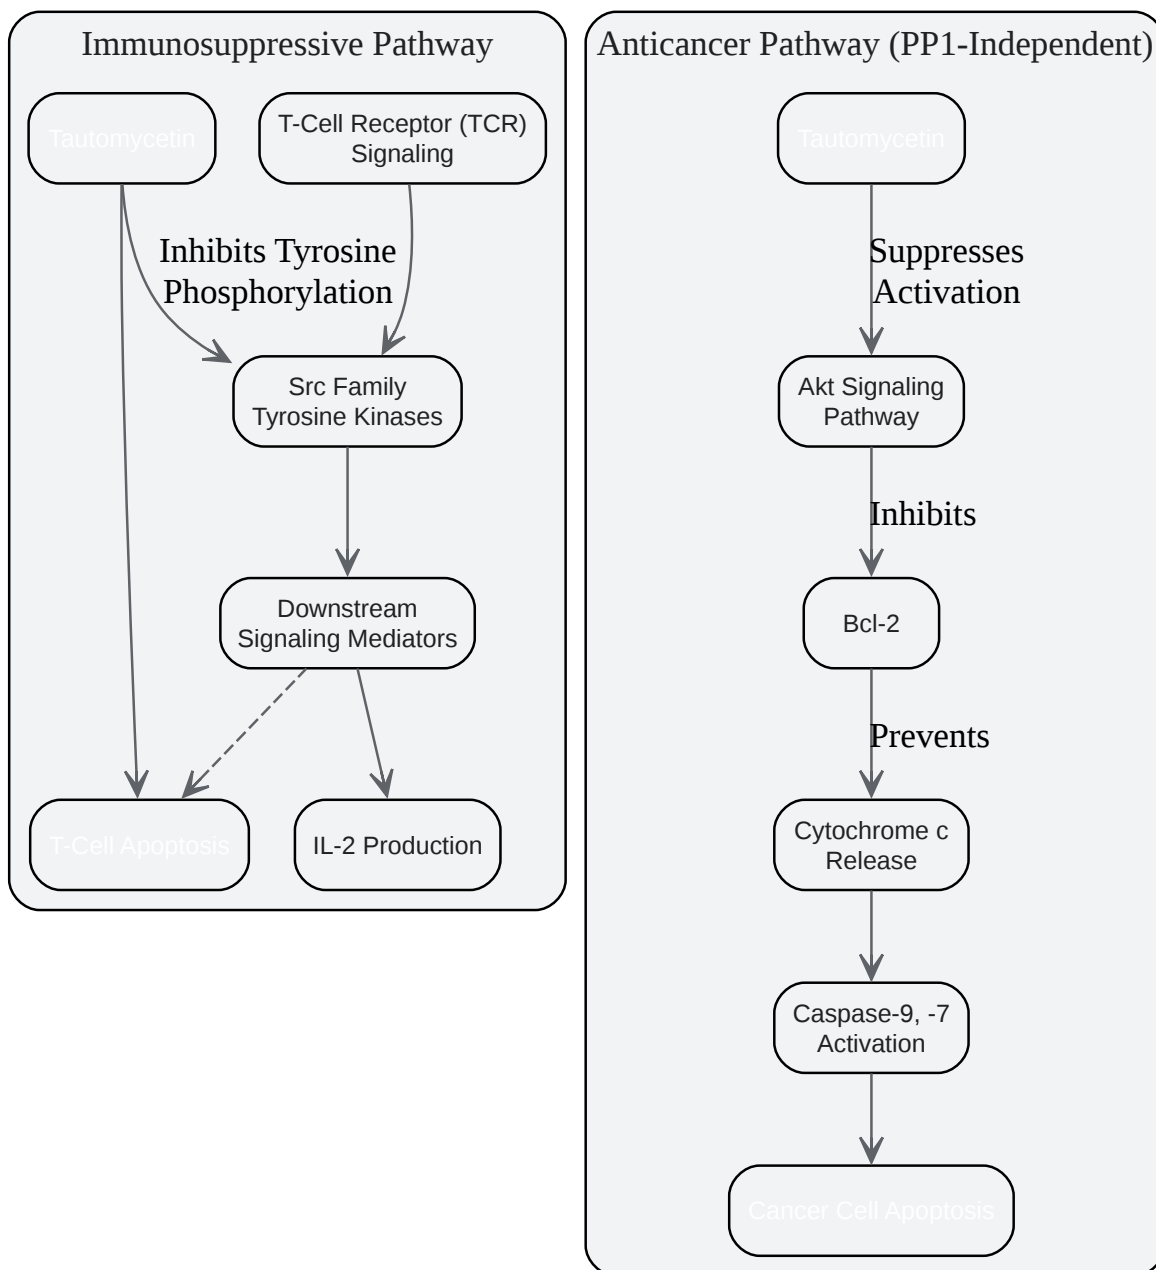 Immunosuppressive Pathway
Tautomycetin
T-Cell Receptor (TCR)
Signaling
Inhibits Tyrosine
Phosphorylation
Src Family
Tyrosine Kinases
Downstream
Signaling Mediators
T-Cell Apoptosis
IL-2 Production
Anticancer Pathway (PP1-Independent)
Tautomycetin
Suppresses
Activation
Akt Signaling
Pathway
Inhibits
Bcl-2
Prevents
Cytochrome c
Release
Caspase-9, -7
Activation
Cancer Cell Apoptosis